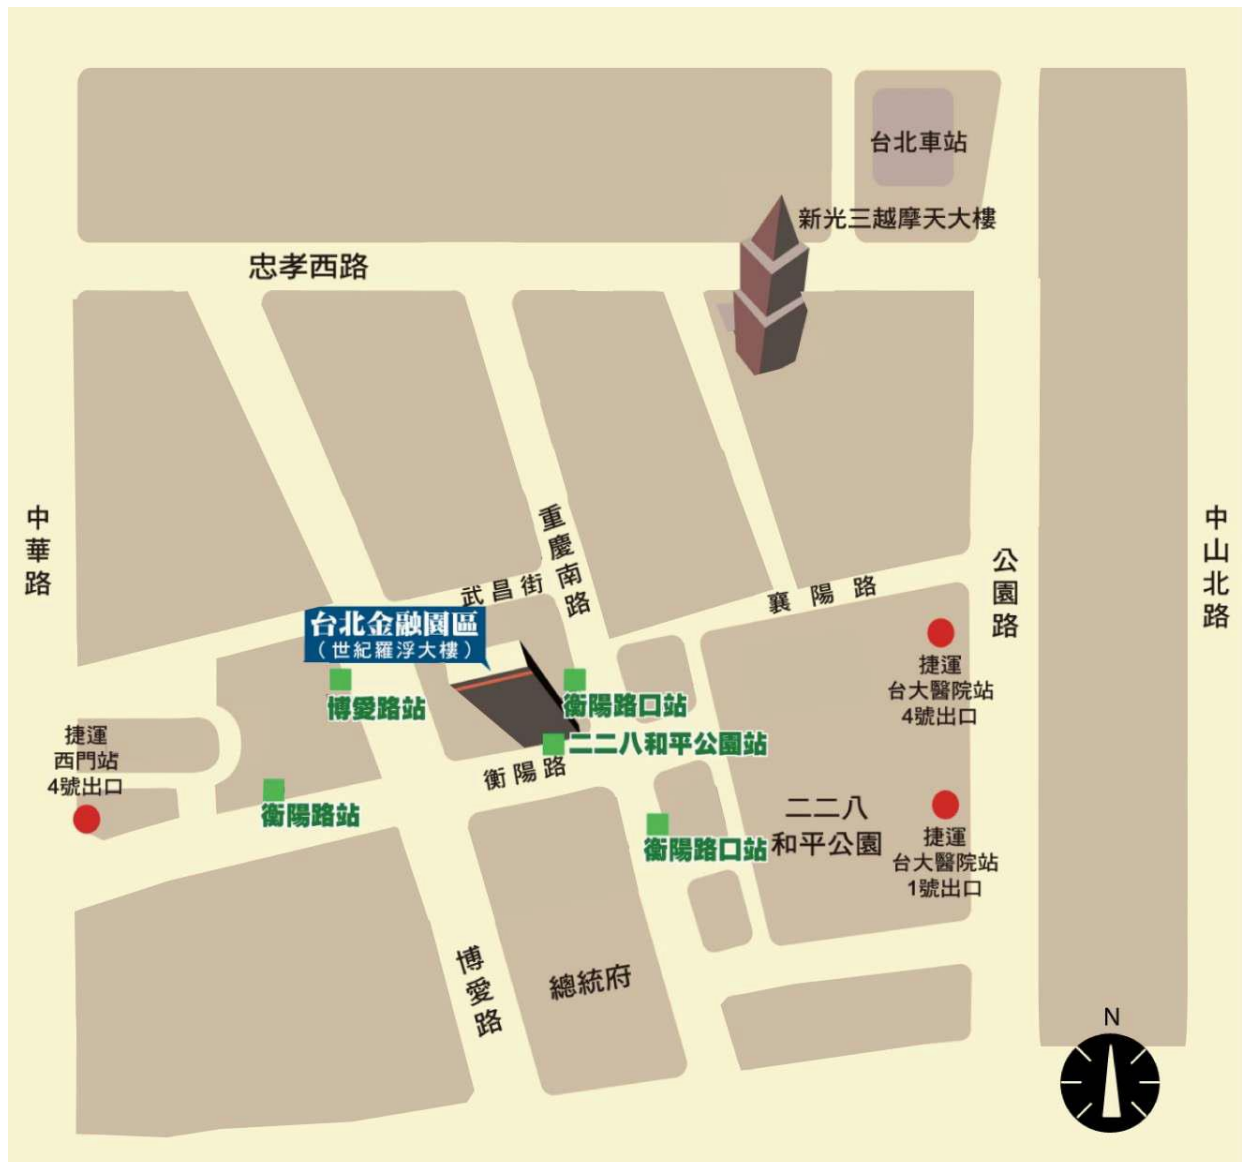 台北車站
新光三越摩天大樓
忠孝西路
中華路
重慶南路
公園路
中山北路
武昌街
襄陽路
台北金融園區
(世紀羅浮大樓)
捷運
台大醫院站
4號出口
博愛路站
衡陽路口站
捷運
西門站
4號出口
二二八和平公園站
衡陽路
衡陽路站
二二八
和平公園
捷運
台大醫院站
1號出口
衡陽路口站
博愛路
總統府
N